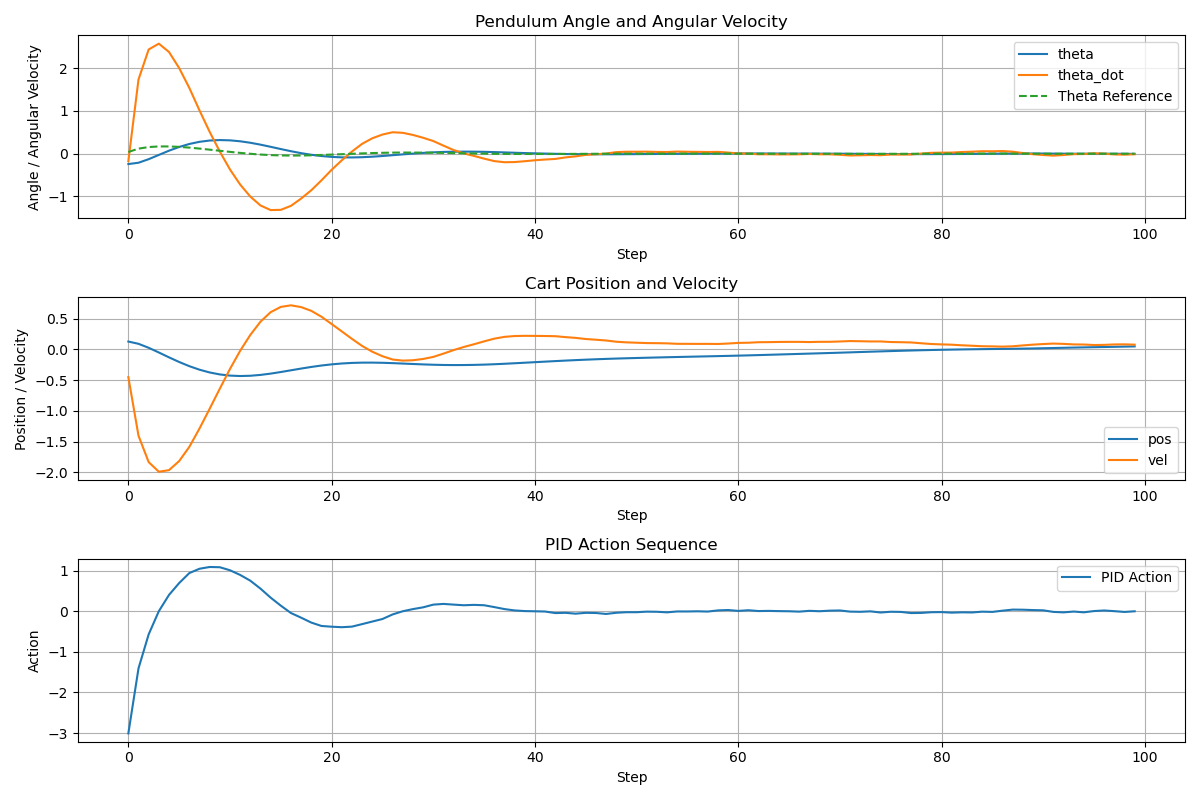 Pendulum Angle and Angular Velocity
Angle / Angular Velocity
2
1
0
−1
theta
theta_dot
Theta Reference
0 20 40 60 80 100
Step
Cart Position and Velocity
Position / Velocity
0.5
0.0
−0.5
−1.0
−1.5
−2.0
pos
vel
0 20 40 60 80 100
Step
PID Action Sequence
Action
1
0
−1
−2
−3
PID Action
0 20 40 60 80 100
Step